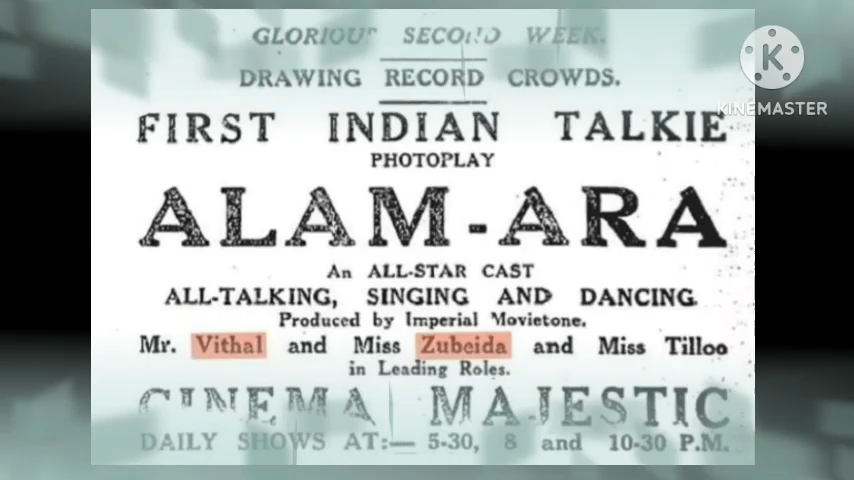 GLORIOUS SECOND WEEK.
DRAWING RECORD CROWDS.
FIRST INDIAN TALKIE
PHOTOPLAY
ALAM-ARA
An ALL-STAR CAST
ALL-TALKING, SINGING AND DANCING
Produced by Imperial Movietone.
Mr. Vithal and Miss Zubeida and Miss Tilloo
in Leading Roles.
CINEMA MAJESTIC
DAILY SHOWS AT:— 5-30, 8 and 10-30 P.M.
K
KINEMASTER